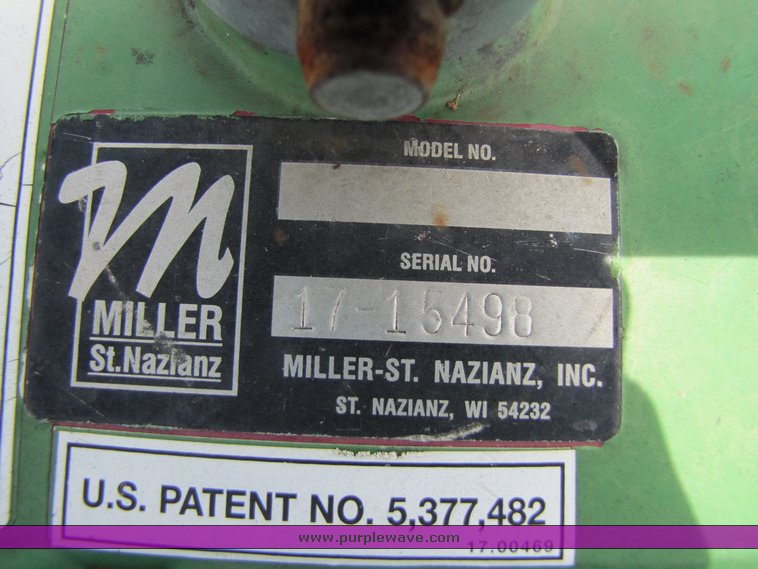 MODEL NO.
SERIAL NO.
17-15498
m
MILLER
St.Nazianz
MILLER-ST. NAZIANZ, INC.
ST. NAZIANZ, WI 54232
U.S. PATENT NO. 5,377,482
www.purplewave.com
17.00469